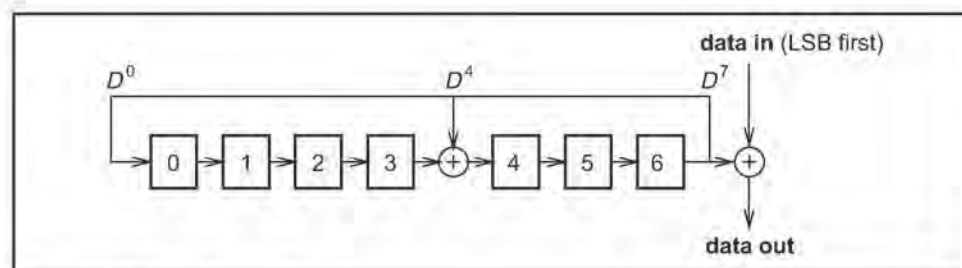 data in (LSB first)
D⁰ D⁴ D⁷
0 1 2 3 + 4 5 6 +
data out